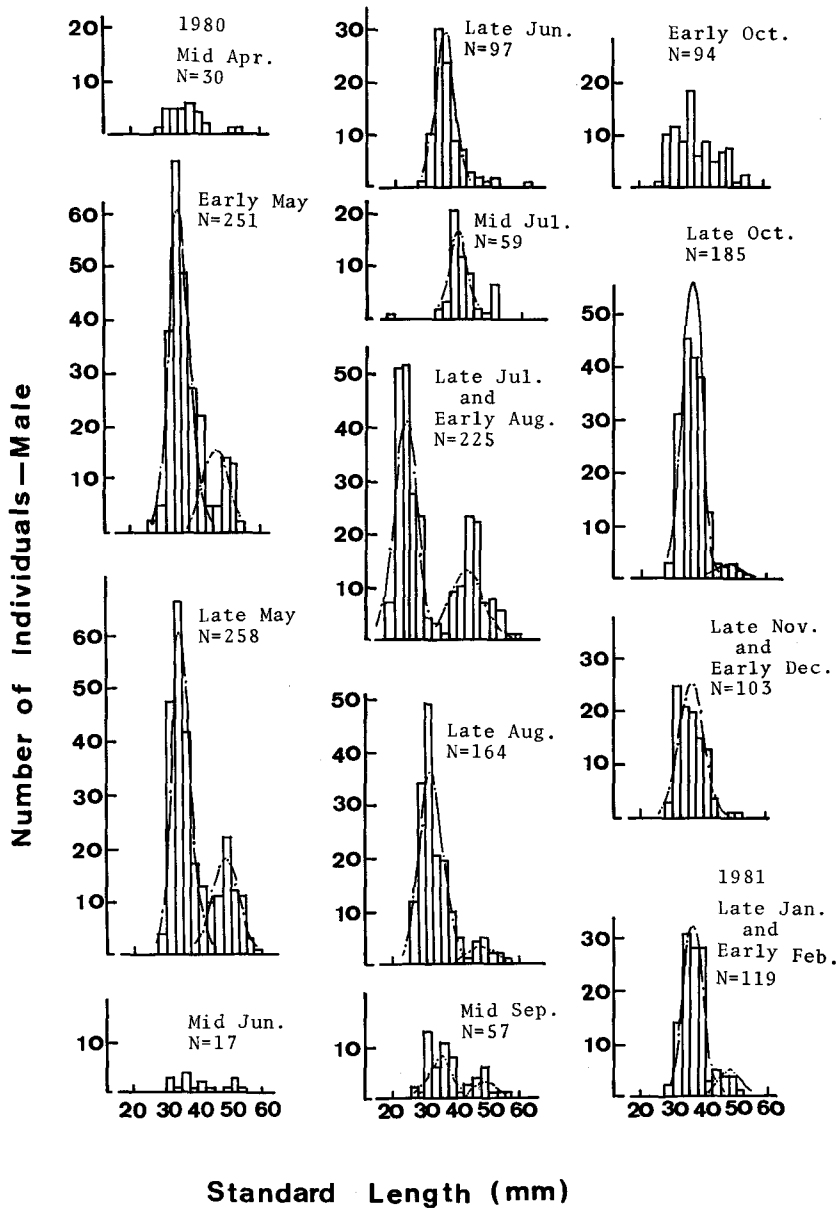 Number of Individuals—Male
20
10
1980
Mid Apr.
N=30
60
50
40
30
20
10
Early May
N=251
60
50
40
30
20
10
Late May
N=258
10
Mid Jun.
N=17
20 30 40 50 60
30
20
10
Late Jun.
N=97
20
10
Mid Jul.
N=59
50
40
30
20
10
Late Jul.
and
Early Aug.
N=225
50
40
30
20
10
Late Aug.
N=164
10
Mid Sep.
N=57
20 30 40 50 60
20
10
Early Oct.
N=94
50
40
30
20
10
Late Oct.
N=185
30
20
10
Late Nov.
and
Early Dec.
N=103
30
20
10
1981
Late Jan.
and
Early Feb.
N=119
20 30 40 50 60
Standard Length (mm)